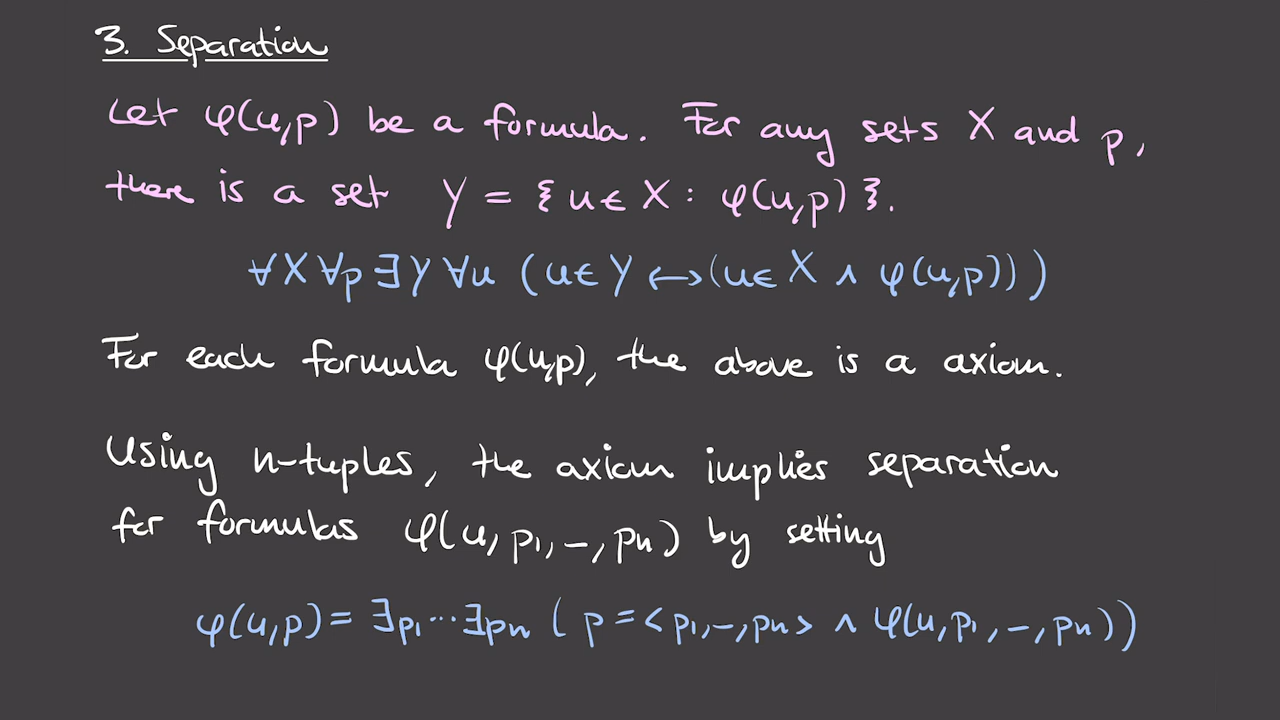 3. Separation
Let φ(u,p) be a formula. For any sets X and p,
there is a set Y = {u ∈ X : φ(u,p)}.
∀X ∀p ∃Y ∀u (u ∈ Y ↔ (u ∈ X ∧ φ(u,p)))
For each formula φ(u,p), the above is a axiom.
Using n-tuples, the axiom implies separation
for formulas φ(u, p₁, –, pₙ) by setting
φ(u,p) = ∃p₁ ··· ∃pₙ (p = <p₁, –, pₙ> ∧ φ(u, p₁, –, pₙ))